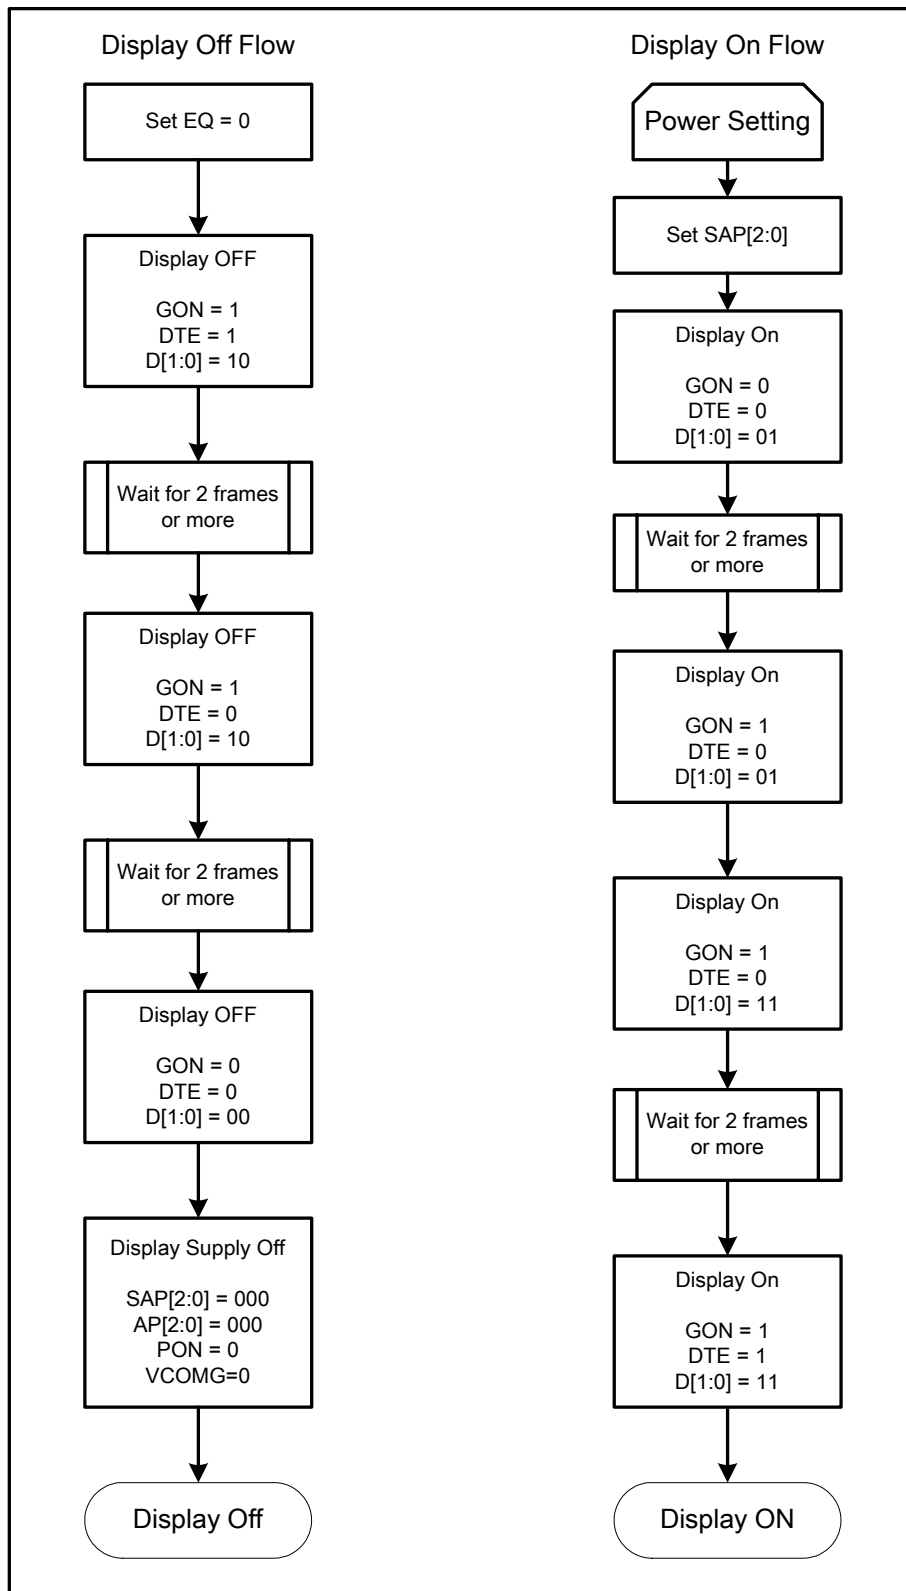 Display Off Flow
Set EQ = 0
Display OFF
GON = 1
DTE = 1
D[1:0] = 10
Wait for 2 frames
or more
Display OFF
GON = 1
DTE = 0
D[1:0] = 10
Wait for 2 frames
or more
Display OFF
GON = 0
DTE = 0
D[1:0] = 00
Display Supply Off
SAP[2:0] = 000
AP[2:0] = 000
PON = 0
VCOMG=0
Display Off
Display On Flow
Power Setting
Set SAP[2:0]
Display On
GON = 0
DTE = 0
D[1:0] = 01
Wait for 2 frames
or more
Display On
GON = 1
DTE = 0
D[1:0] = 01
Display On
GON = 1
DTE = 0
D[1:0] = 11
Wait for 2 frames
or more
Display On
GON = 1
DTE = 1
D[1:0] = 11
Display ON